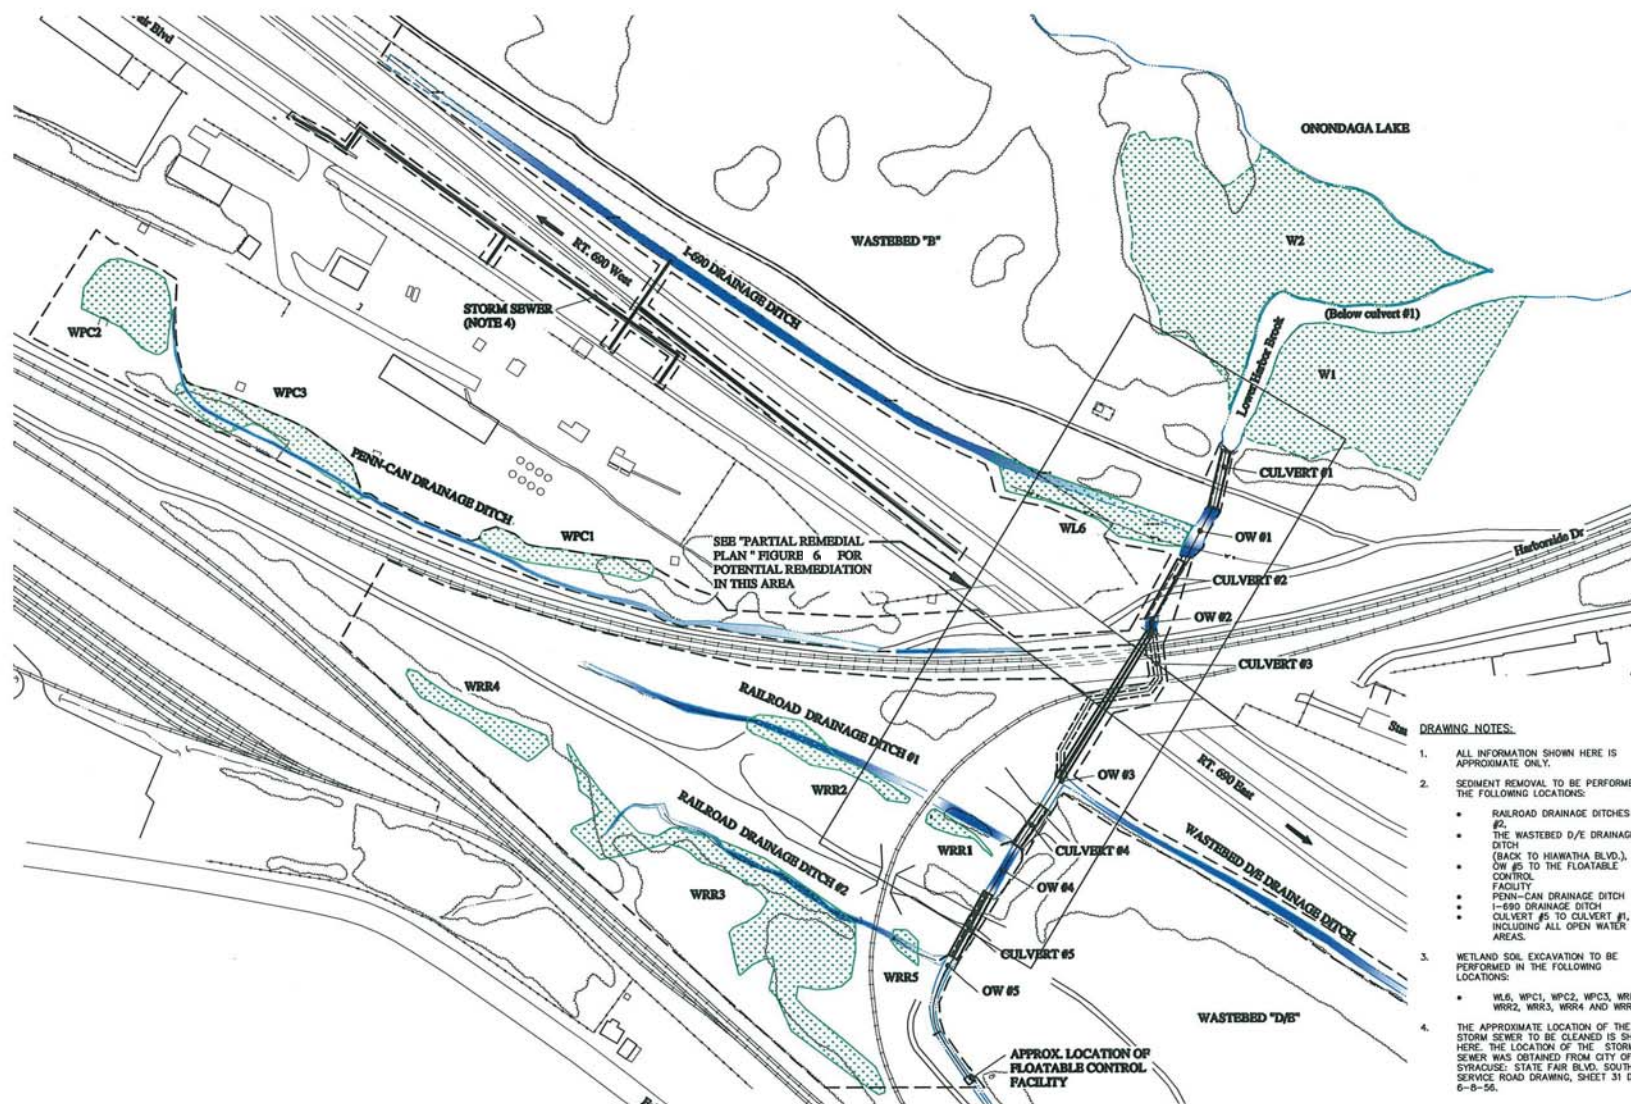 Fair Blvd
ONONDAGA LAKE
WASTEBED "B"
W2
RT. 690 West
I-690 DRAINAGE DITCH
STORM SEWER
(NOTE 4)
(Below culvert #1)
Lower Harbor Brook
W1
WPC2
WPC3
PENN-CAN DRAINAGE DITCH
CULVERT #1
WL6
OW #1
WPC1
SEE "PARTIAL REMEDIAL
PLAN " FIGURE 6 FOR
POTENTIAL REMEDIATION
IN THIS AREA
Harborside Dr
CULVERT #2
OW #2
CULVERT #3
WRR4
RAILROAD DRAINAGE DITCH #1
WRR2
OW #3
RT. 690 East
RAILROAD DRAINAGE DITCH #2
WRR1
CULVERT #4
WASTEBED D/E DRAINAGE DITCH
WRR3
OW #4
CULVERT #5
WRR5
OW #5
WASTEBED "D/E"
APPROX. LOCATION OF
FLOATABLE CONTROL
FACILITY
DRAWING NOTES:
1. ALL INFORMATION SHOWN HERE IS
APPROXIMATE ONLY.
2. SEDIMENT REMOVAL TO BE PERFORME
THE FOLLOWING LOCATIONS:
• RAILROAD DRAINAGE DITCHES
#2,
• THE WASTEBED D/E DRAINAG
DITCH
(BACK TO HIAWATHA BLVD.),
• OW #5 TO THE FLOATABLE
CONTROL
FACILITY
• PENN-CAN DRAINAGE DITCH
• I-690 DRAINAGE DITCH
• CULVERT #5 TO CULVERT #1,
INCLUDING ALL OPEN WATER
AREAS.
3. WETLAND SOIL EXCAVATION TO BE
PERFORMED IN THE FOLLOWING
LOCATIONS:
• WL6, WPC1, WPC2, WPC3, WR
WRR2, WRR3, WRR4 AND WRR
4. THE APPROXIMATE LOCATION OF THE
STORM SEWER TO BE CLEANED IS SH
HERE. THE LOCATION OF THE STOR
SEWER WAS OBTAINED FROM CITY OF
SYRACUSE: STATE FAIR BLVD. SOUTH
SERVICE ROAD DRAWING, SHEET 31 D
6-8-56.